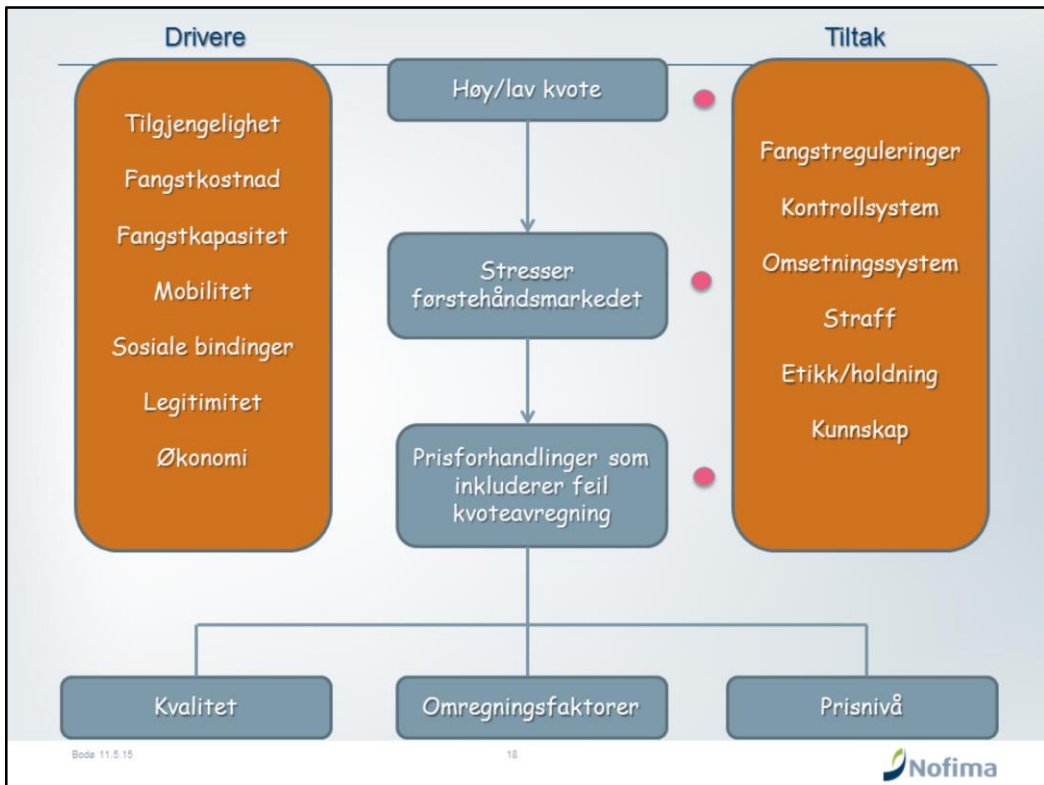 Drivere
Tilgjengelighet
Fangstkostnad
Fangstkapasitet
Mobilitet
Sosiale bindinger
Legitimitet
Økonomi
Høy/lav kvote
Stresser
førstehåndsmarkedet
Prisforhandlinger som
inkluderer feil
kvoteavregning
Tiltak
Fangstreguleringer
Kontrollsystem
Omsetningssystem
Straff
Etikk/holdning
Kunnskap
Kvalitet
Omregningsfaktorer
Prisnivå
Bodø 11.5.15
18
Nofima